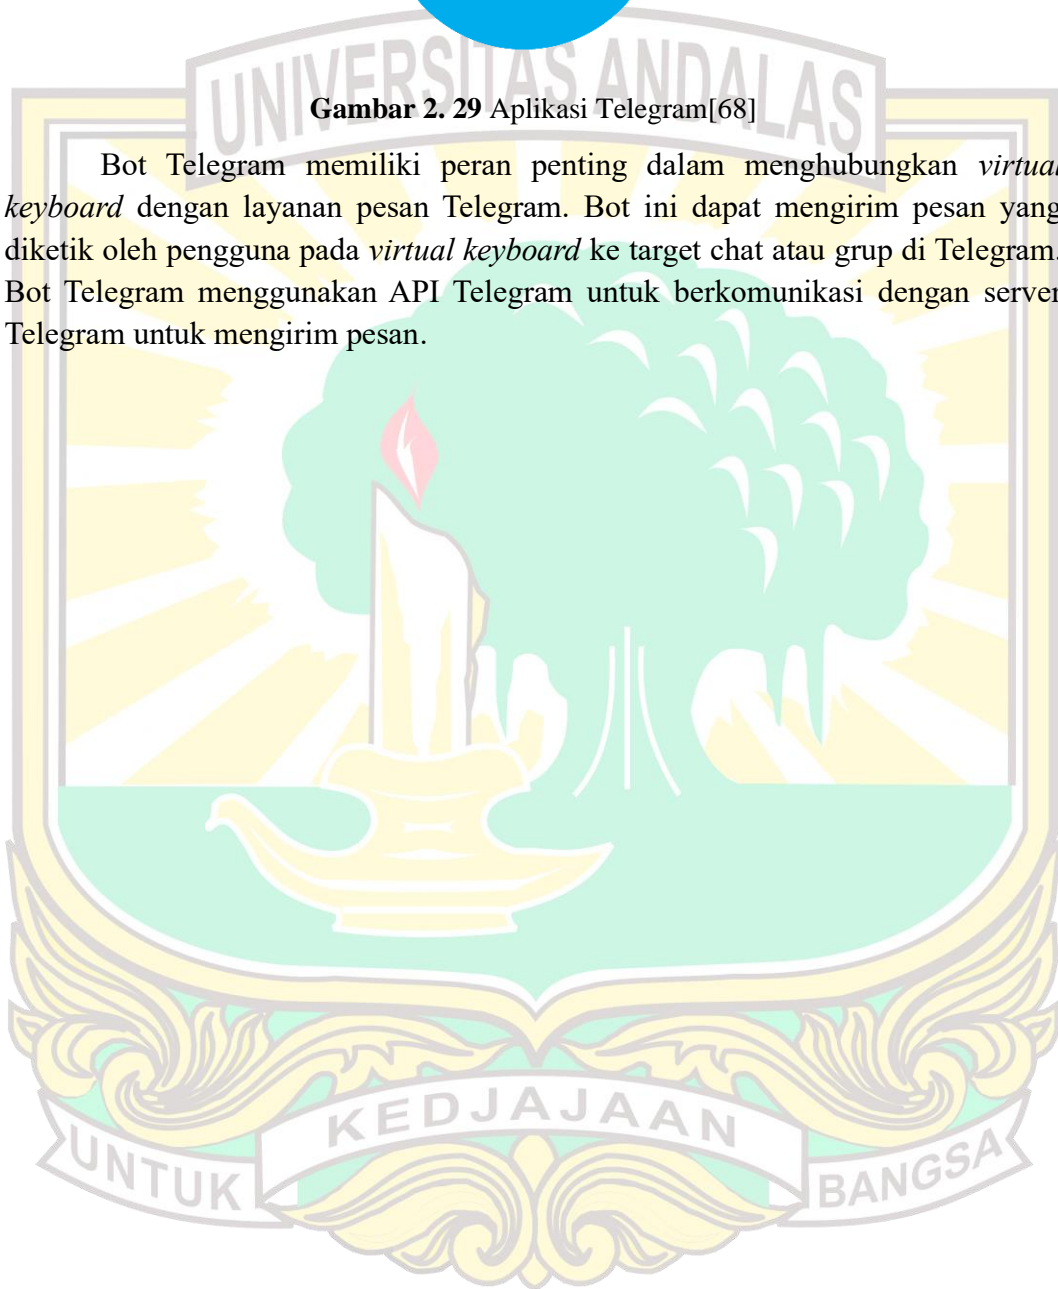 UNIVERSITAS ANDALAS
Gambar 2. 29 Aplikasi Telegram[68]
Bot Telegram memiliki peran penting dalam menghubungkan virtual
keyboard dengan layanan pesan Telegram. Bot ini dapat mengirim pesan yang
diketik oleh pengguna pada virtual keyboard ke target chat atau grup di Telegram.
Bot Telegram menggunakan API Telegram untuk berkomunikasi dengan server
Telegram untuk mengirim pesan.
UNTUK KEDJAJAAN BANGSA